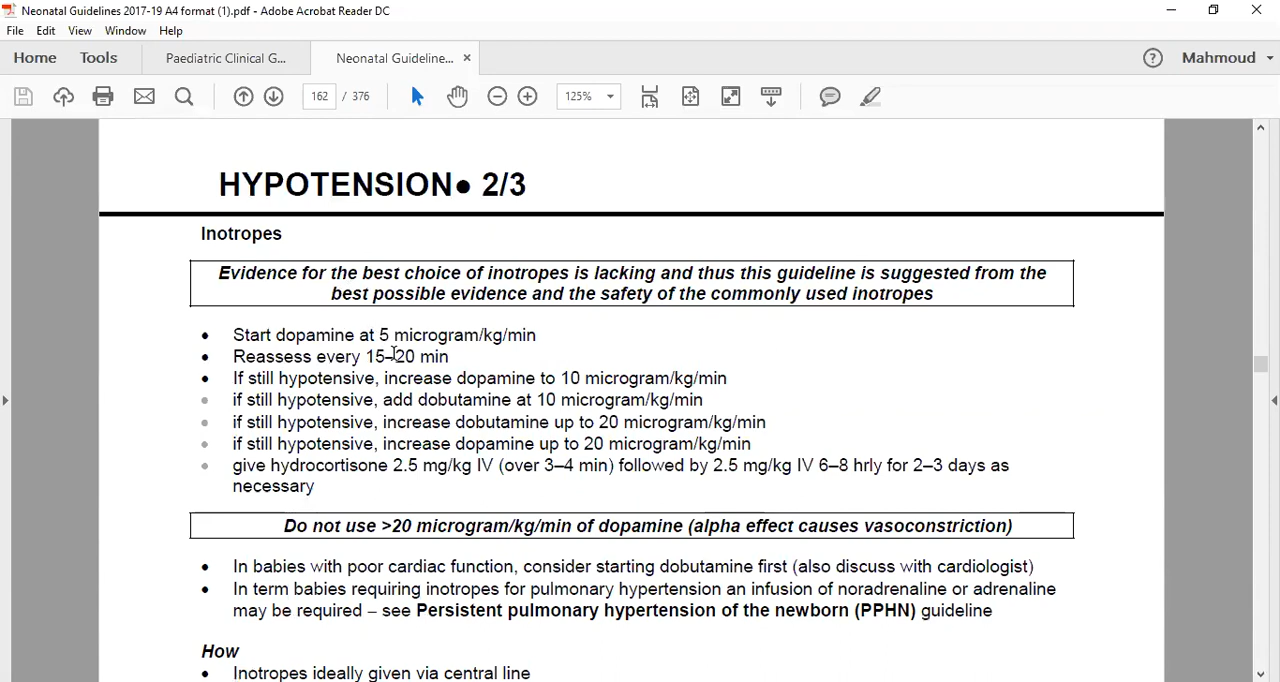 Neonatal Guidelines 2017-19 A4 format (1).pdf - Adobe Acrobat Reader DC
File Edit View Window Help
Home Tools Paediatric Clinical G... Neonatal Guideline... × Mahmoud
162 / 376 125%
HYPOTENSION● 2/3
Inotropes
Evidence for the best choice of inotropes is lacking and thus this guideline is suggested from the
best possible evidence and the safety of the commonly used inotropes
• Start dopamine at 5 microgram/kg/min
• Reassess every 15–20 min
• If still hypotensive, increase dopamine to 10 microgram/kg/min
• if still hypotensive, add dobutamine at 10 microgram/kg/min
• if still hypotensive, increase dobutamine up to 20 microgram/kg/min
• if still hypotensive, increase dopamine up to 20 microgram/kg/min
• give hydrocortisone 2.5 mg/kg IV (over 3–4 min) followed by 2.5 mg/kg IV 6–8 hrly for 2–3 days as
necessary
Do not use >20 microgram/kg/min of dopamine (alpha effect causes vasoconstriction)
• In babies with poor cardiac function, consider starting dobutamine first (also discuss with cardiologist)
• In term babies requiring inotropes for pulmonary hypertension an infusion of noradrenaline or adrenaline
may be required – see Persistent pulmonary hypertension of the newborn (PPHN) guideline
How
• Inotropes ideally given via central line